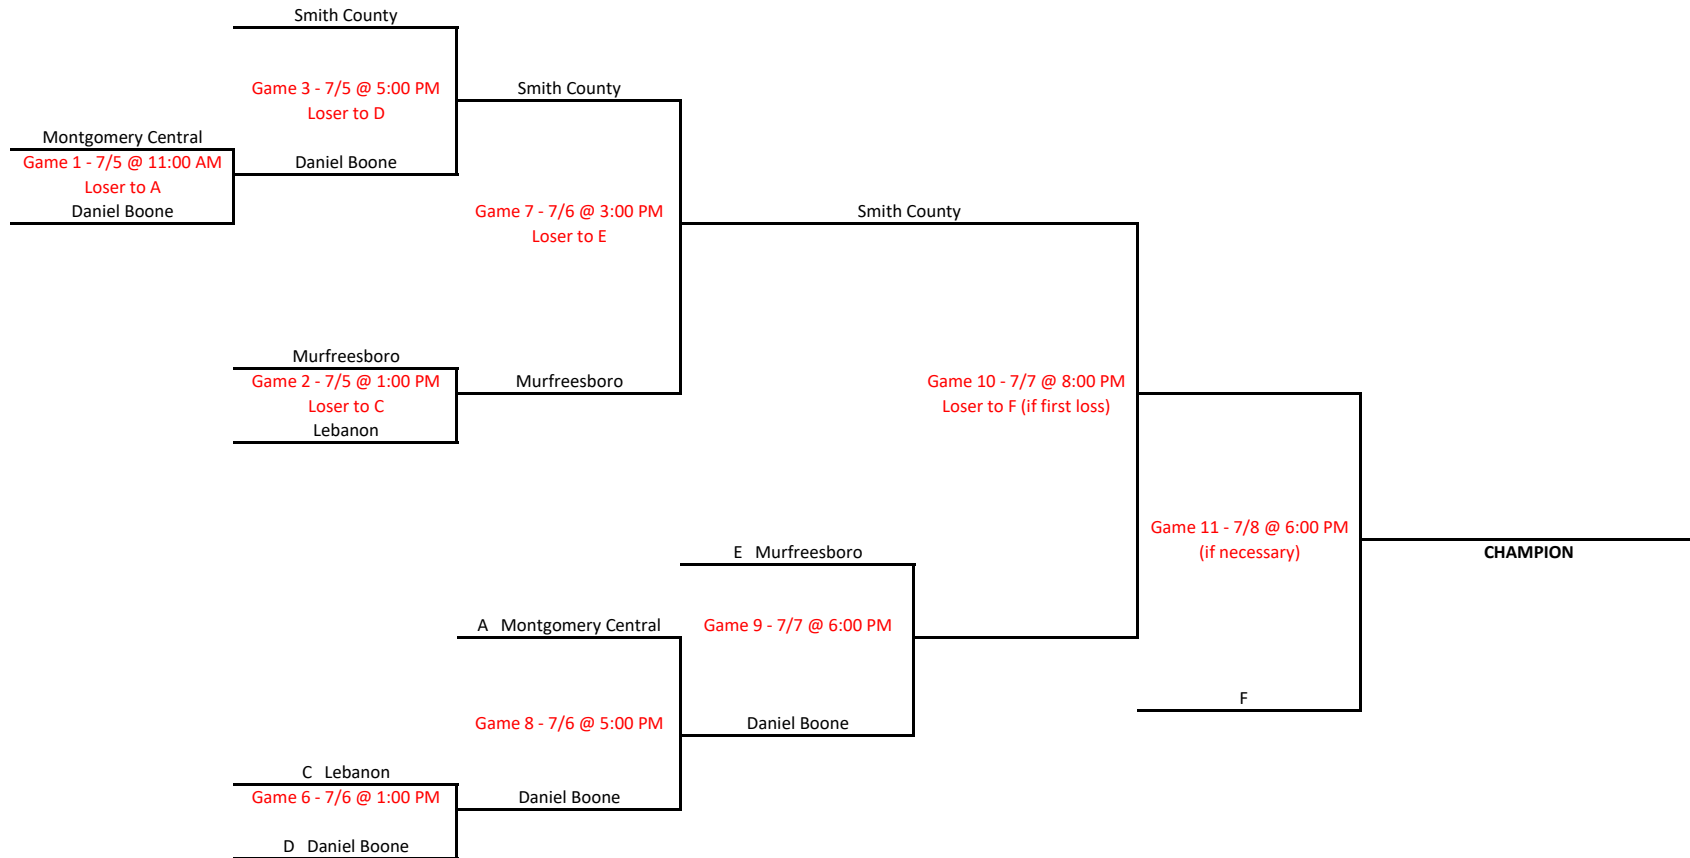 Smith County
Game 3 - 7/5 @ 5:00 PM
Loser to D
Smith County
Montgomery Central
Game 1 - 7/5 @ 11:00 AM
Loser to A
Daniel Boone
Daniel Boone
Game 7 - 7/6 @ 3:00 PM
Loser to E
Smith County
Murfreesboro
Game 2 - 7/5 @ 1:00 PM
Loser to C
Lebanon
Murfreesboro
Game 10 - 7/7 @ 8:00 PM
Loser to F (if first loss)
Game 11 - 7/8 @ 6:00 PM
(if necessary)
CHAMPION
E Murfreesboro
A Montgomery Central
Game 9 - 7/7 @ 6:00 PM
F
Game 8 - 7/6 @ 5:00 PM
Daniel Boone
C Lebanon
Game 6 - 7/6 @ 1:00 PM
Daniel Boone
D Daniel Boone